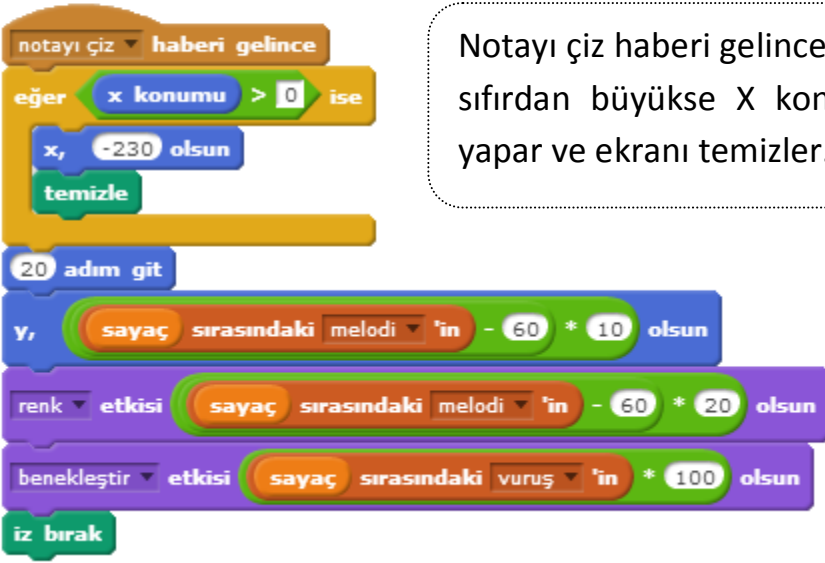 notayı çiz haberi gelince
eğer x konumu > 0 ise
x, -230 olsun
temizle
20 adım git
y, sayaç sırasındaki melodi 'in - 60 * 10 olsun
renk etkisi sayaç sırasındaki melodi 'in - 60 * 20 olsun
benekleştir etkisi sayaç sırasındaki vuruş 'in * 100 olsun
iz bırak
Notayı çiz haberi gelince
sıfırdan büyükse X kon
yapar ve ekranı temizler.